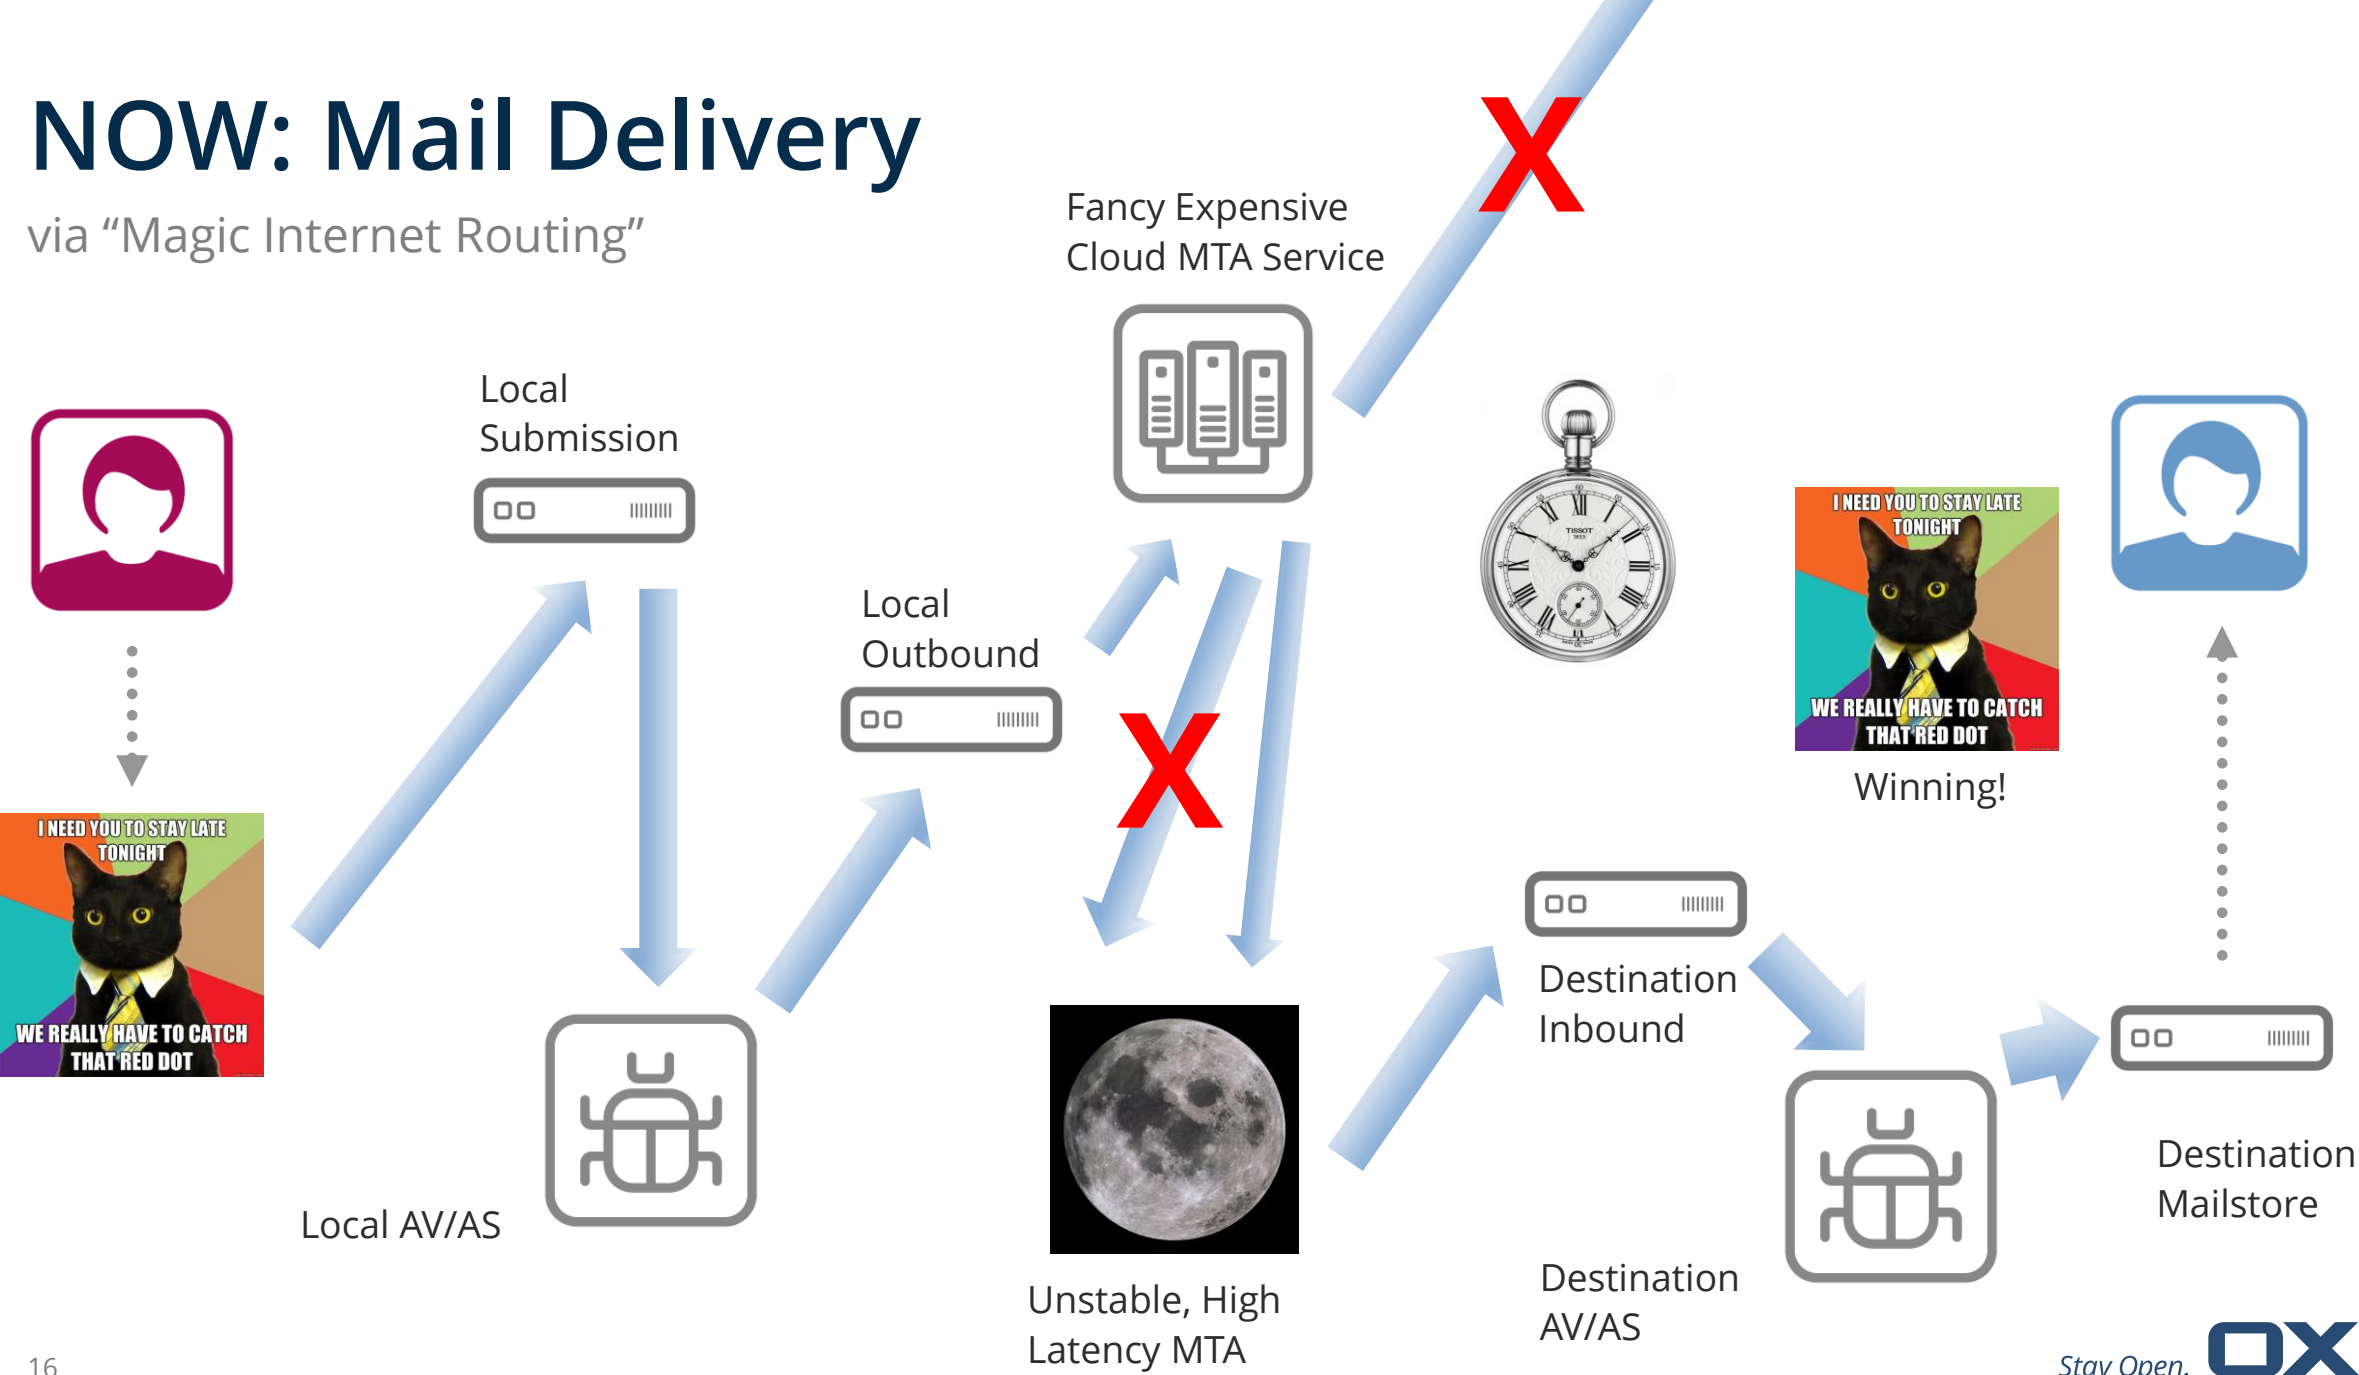 NOW: Mail Delivery
via “Magic Internet Routing”
Fancy Expensive
Cloud MTA Service
Local
Submission
Local
Outbound
TISSOT
I NEED YOU TO STAY LATE
TONIGHT
WE REALLY HAVE TO CATCH
THAT RED DOT
Winning!
I NEED YOU TO STAY LATE
TONIGHT
WE REALLY HAVE TO CATCH
THAT RED DOT
Destination
Inbound
Local AV/AS
Destination
Mailstore
Unstable, High
Latency MTA
Destination
AV/AS
16
Stay Open.
OX
X
X